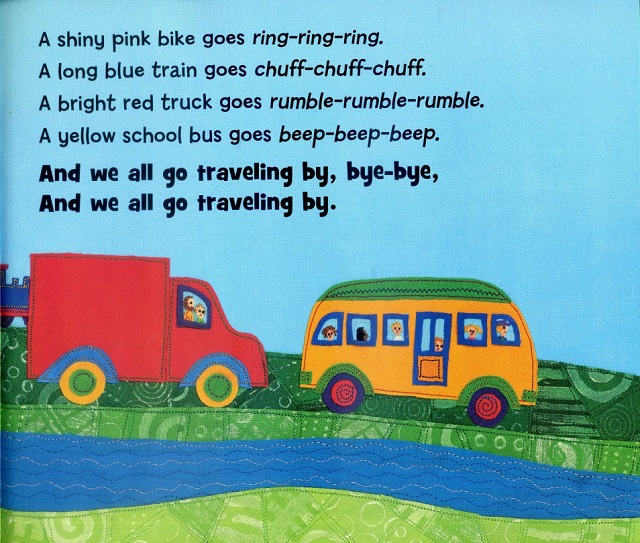 A shiny pink bike goes ring-ring-ring.
A long blue train goes chuff-chuff-chuff.
A bright red truck goes rumble-rumble-rumble.
A yellow school bus goes beep-beep-beep.
And we all go traveling by, bye-bye,
And we all go traveling by.